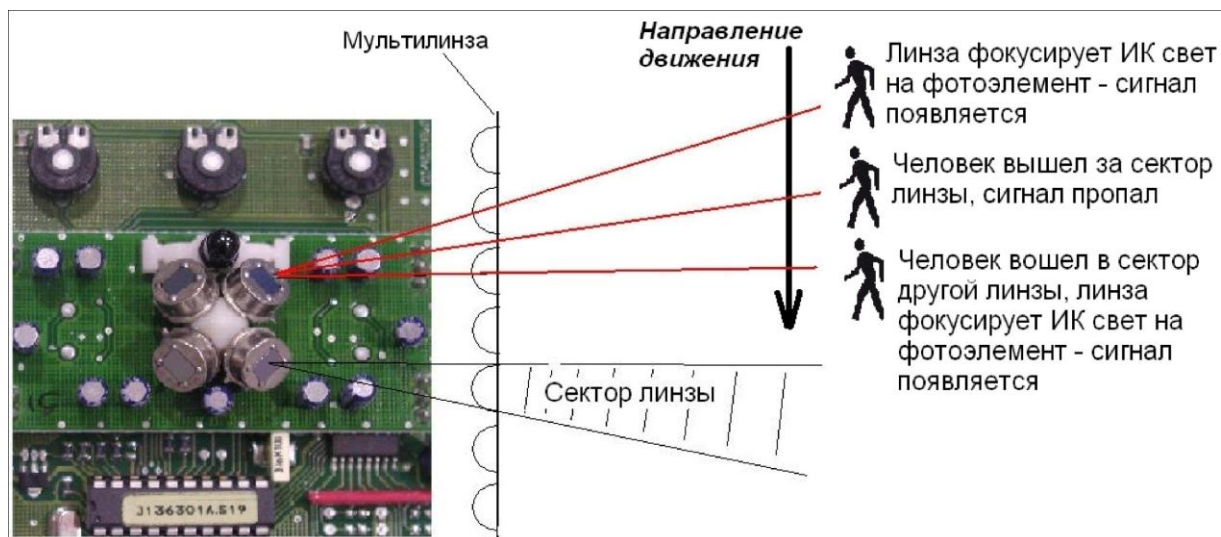 Мультилинза
Направление
движения
Линза фокусирует ИК свет
на фотоэлемент - сигнал
появляется
Человек вышел за сектор
линзы, сигнал пропал
Человек вошел в сектор
другой линзы, линза
фокусирует ИК свет на
фотоэлемент - сигнал
появляется
Сектор линзы
J136301A.519